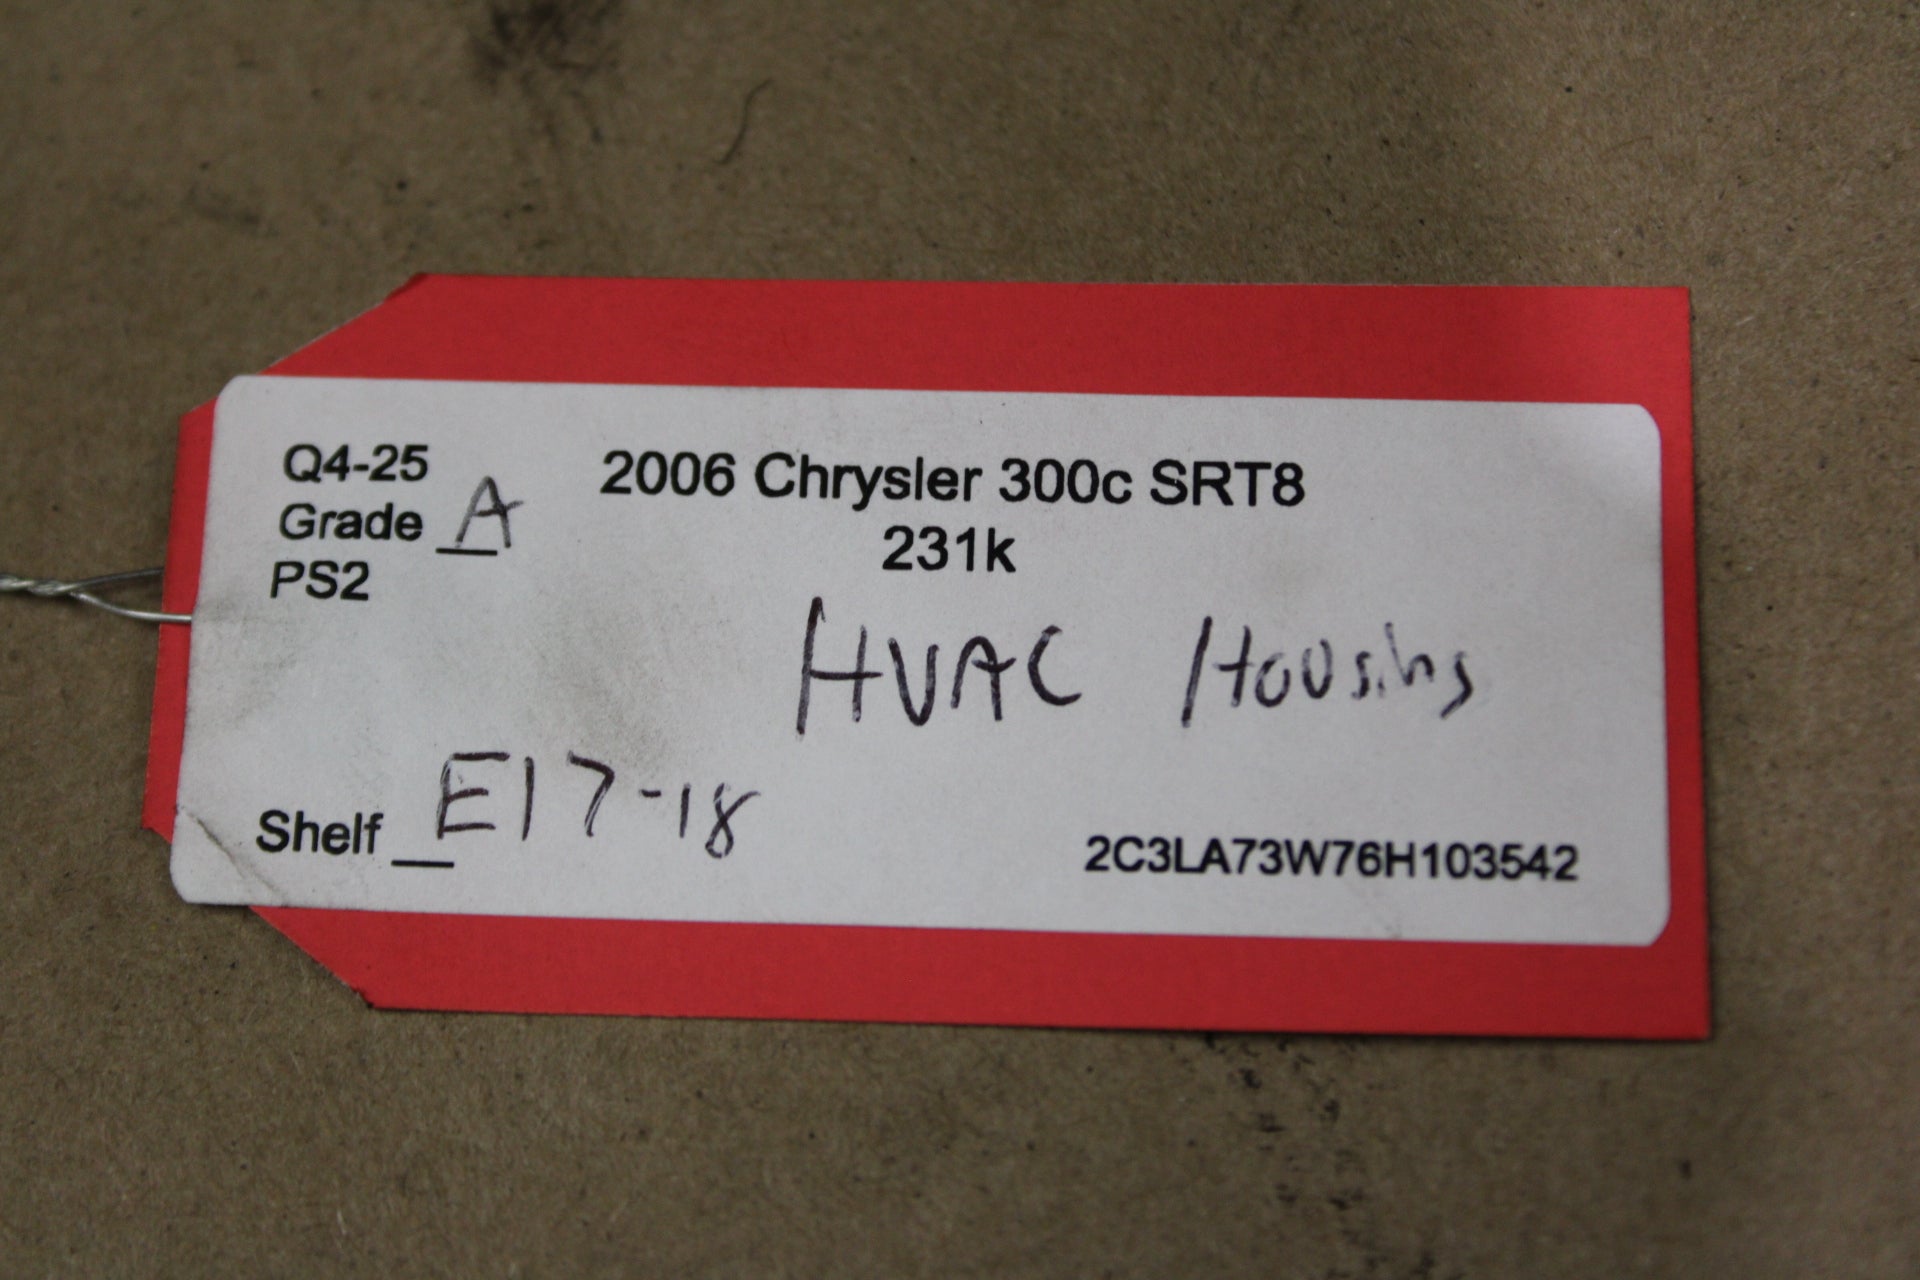 Q4-25
Grade A
PS2
2006 Chrysler 300c SRT8
231k
HVAC Housing
Shelf E17-18
2C3LA73W76H103542